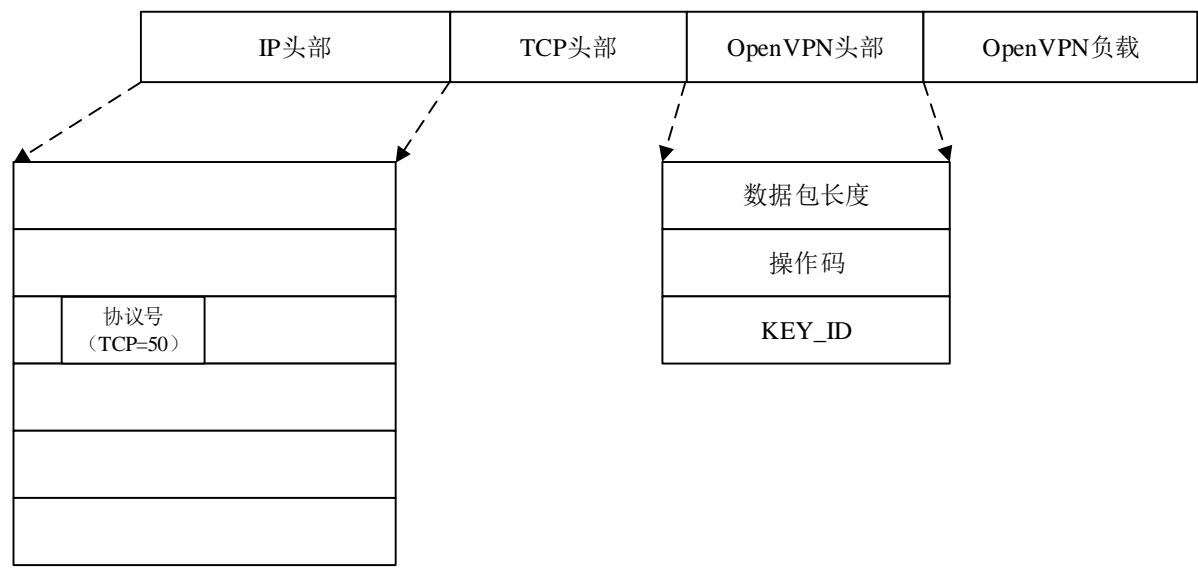 IP头部
TCP头部
OpenVPN头部
OpenVPN负载
数据包长度
操作码
KEY_ID
协议号
（TCP=50）